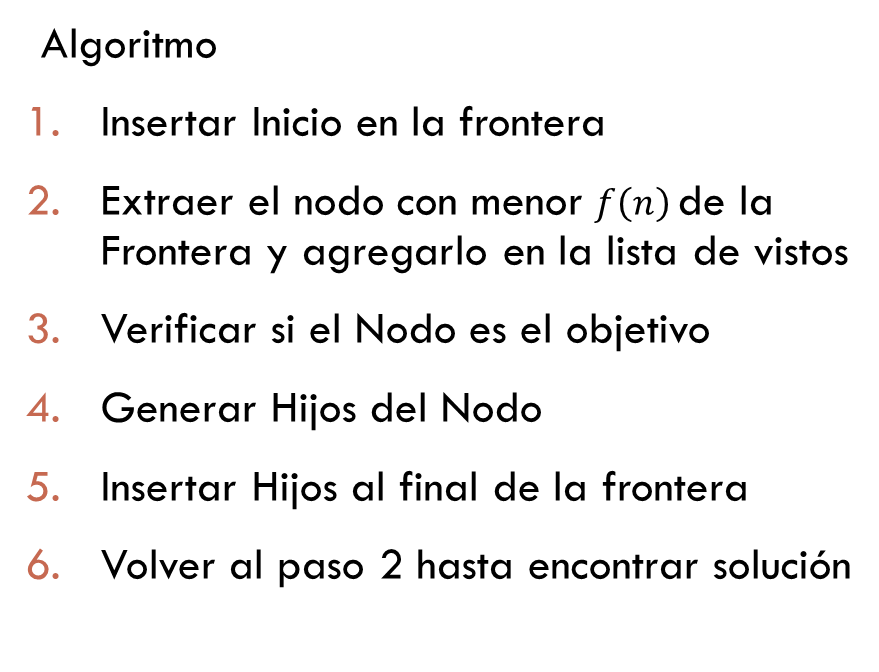 Algoritmo
1. Insertar Inicio en la frontera
2. Extraer el nodo con menor f(n) de la
Frontera y agregarlo en la lista de vistos
3. Verificar si el Nodo es el objetivo
4. Generar Hijos del Nodo
5. Insertar Hijos al final de la frontera
6. Volver al paso 2 hasta encontrar solución